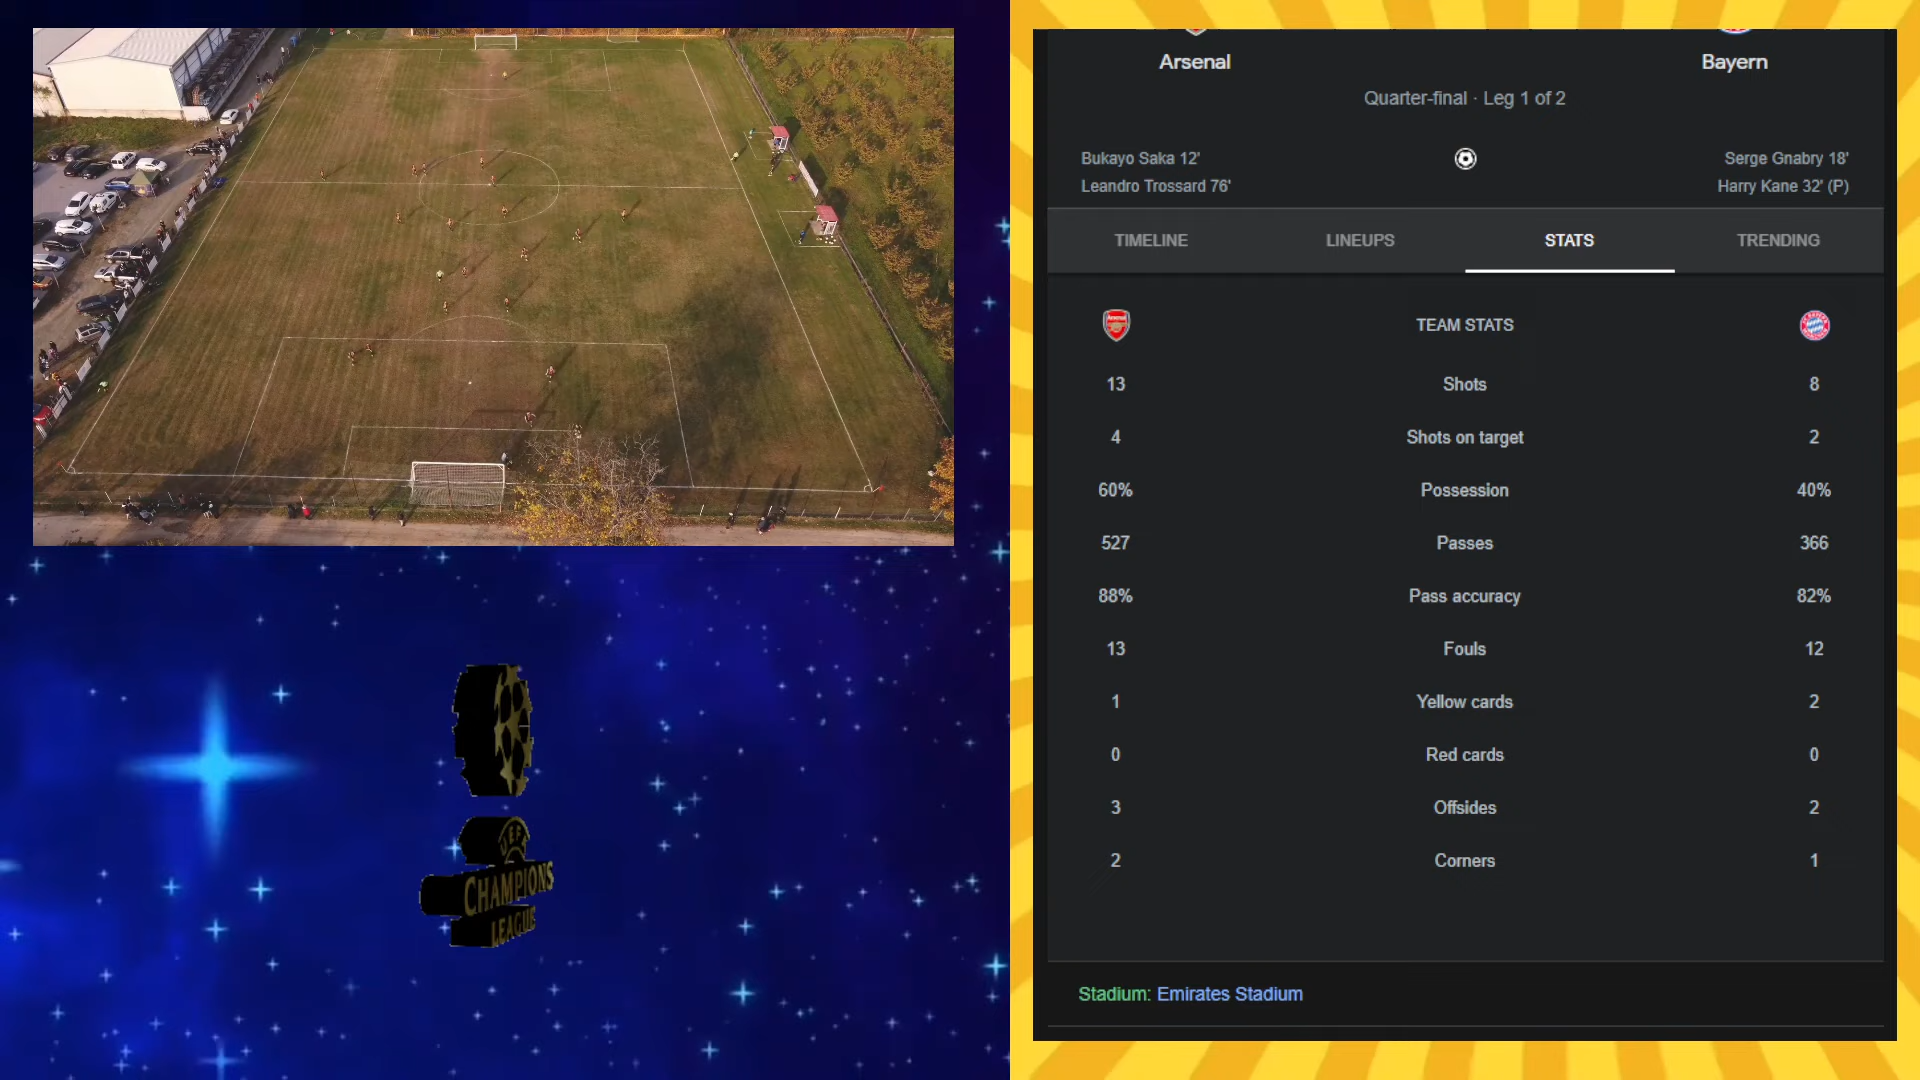 Arsenal
Bayern
Quarter-final · Leg 1 of 2
Bukayo Saka 12'
Serge Gnabry 18'
Leandro Trossard 76'
Harry Kane 32' (P)
TIMELINE LINEUPS STATS TRENDING
TEAM STATS
13 Shots 8
4 Shots on target 2
60% Possession 40%
527 Passes 366
88% Pass accuracy 82%
13 Fouls 12
1 Yellow cards 2
0 Red cards 0
3 Offsides 2
2 Corners 1
Stadium: Emirates Stadium
UEFA
CHAMPIONS
LEAGUE
Arsenal